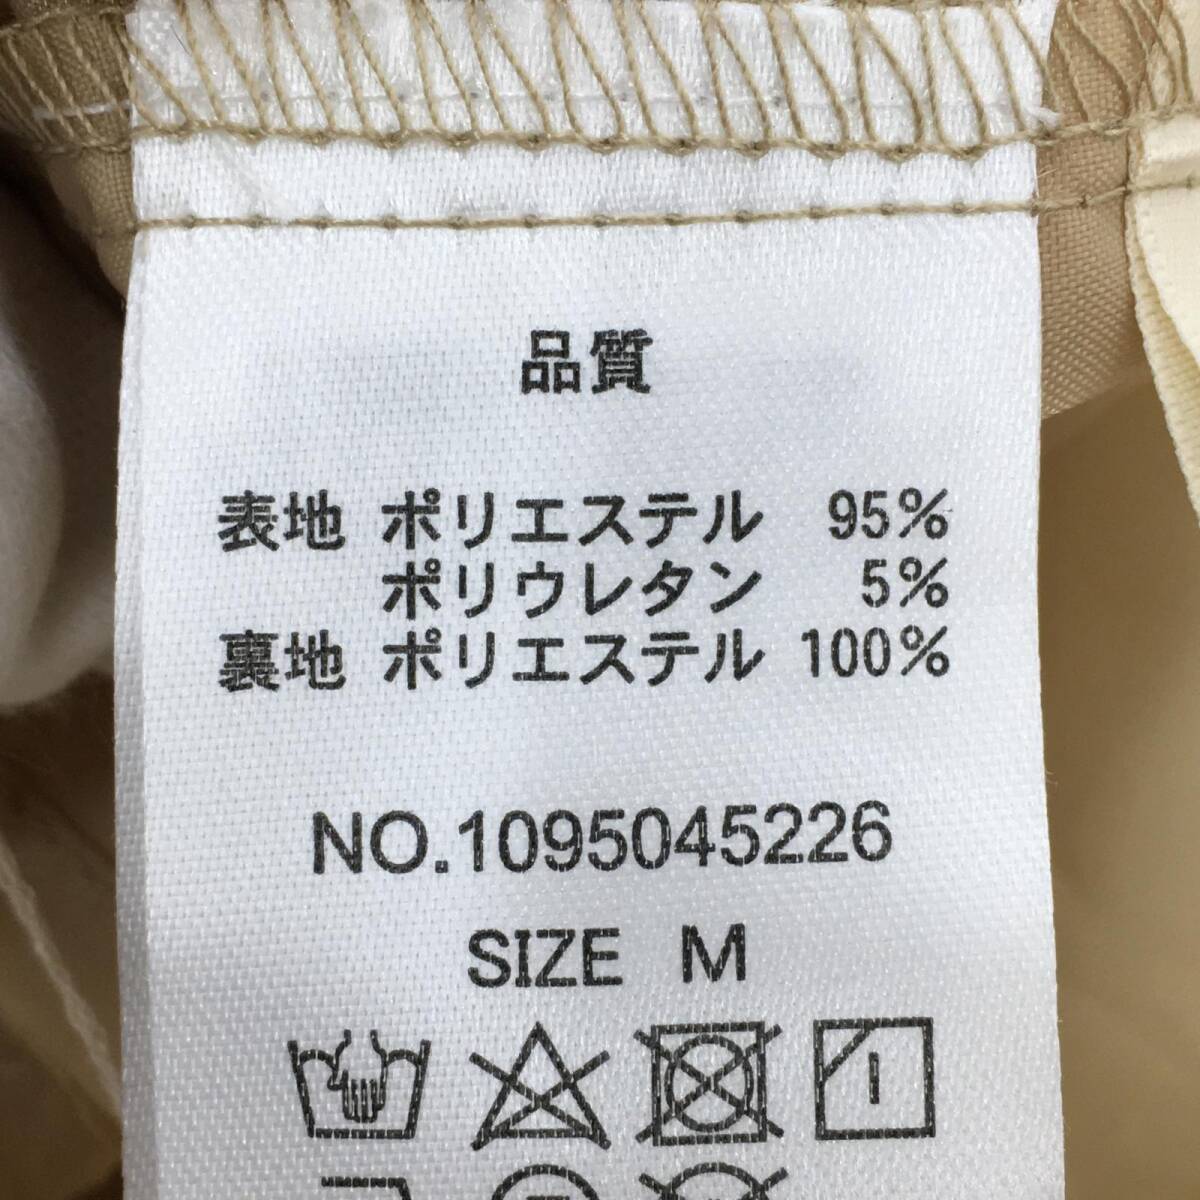 品質
表地 ポリエステル 95%
ポリウレタン 5%
裏地 ポリエステル 100%
NO.1095045226
SIZE M